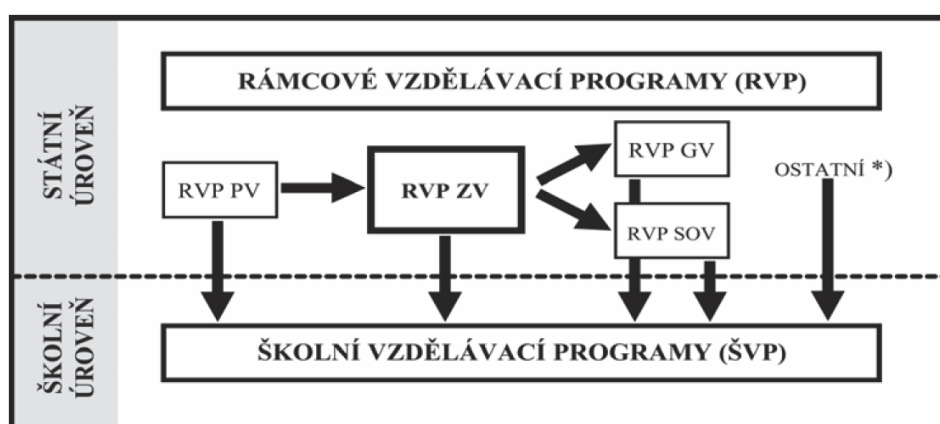 STÁTNÍ
ÚROVEŇ
RÁMCOVÉ VZDĚLÁVACÍ PROGRAMY (RVP)
RVP PV
RVP ZV
RVP GV
RVP SOV
OSTATNÍ *)
ŠKOLNÍ
ÚROVEŇ
ŠKOLNÍ VZDĚLÁVACÍ PROGRAMY (ŠVP)